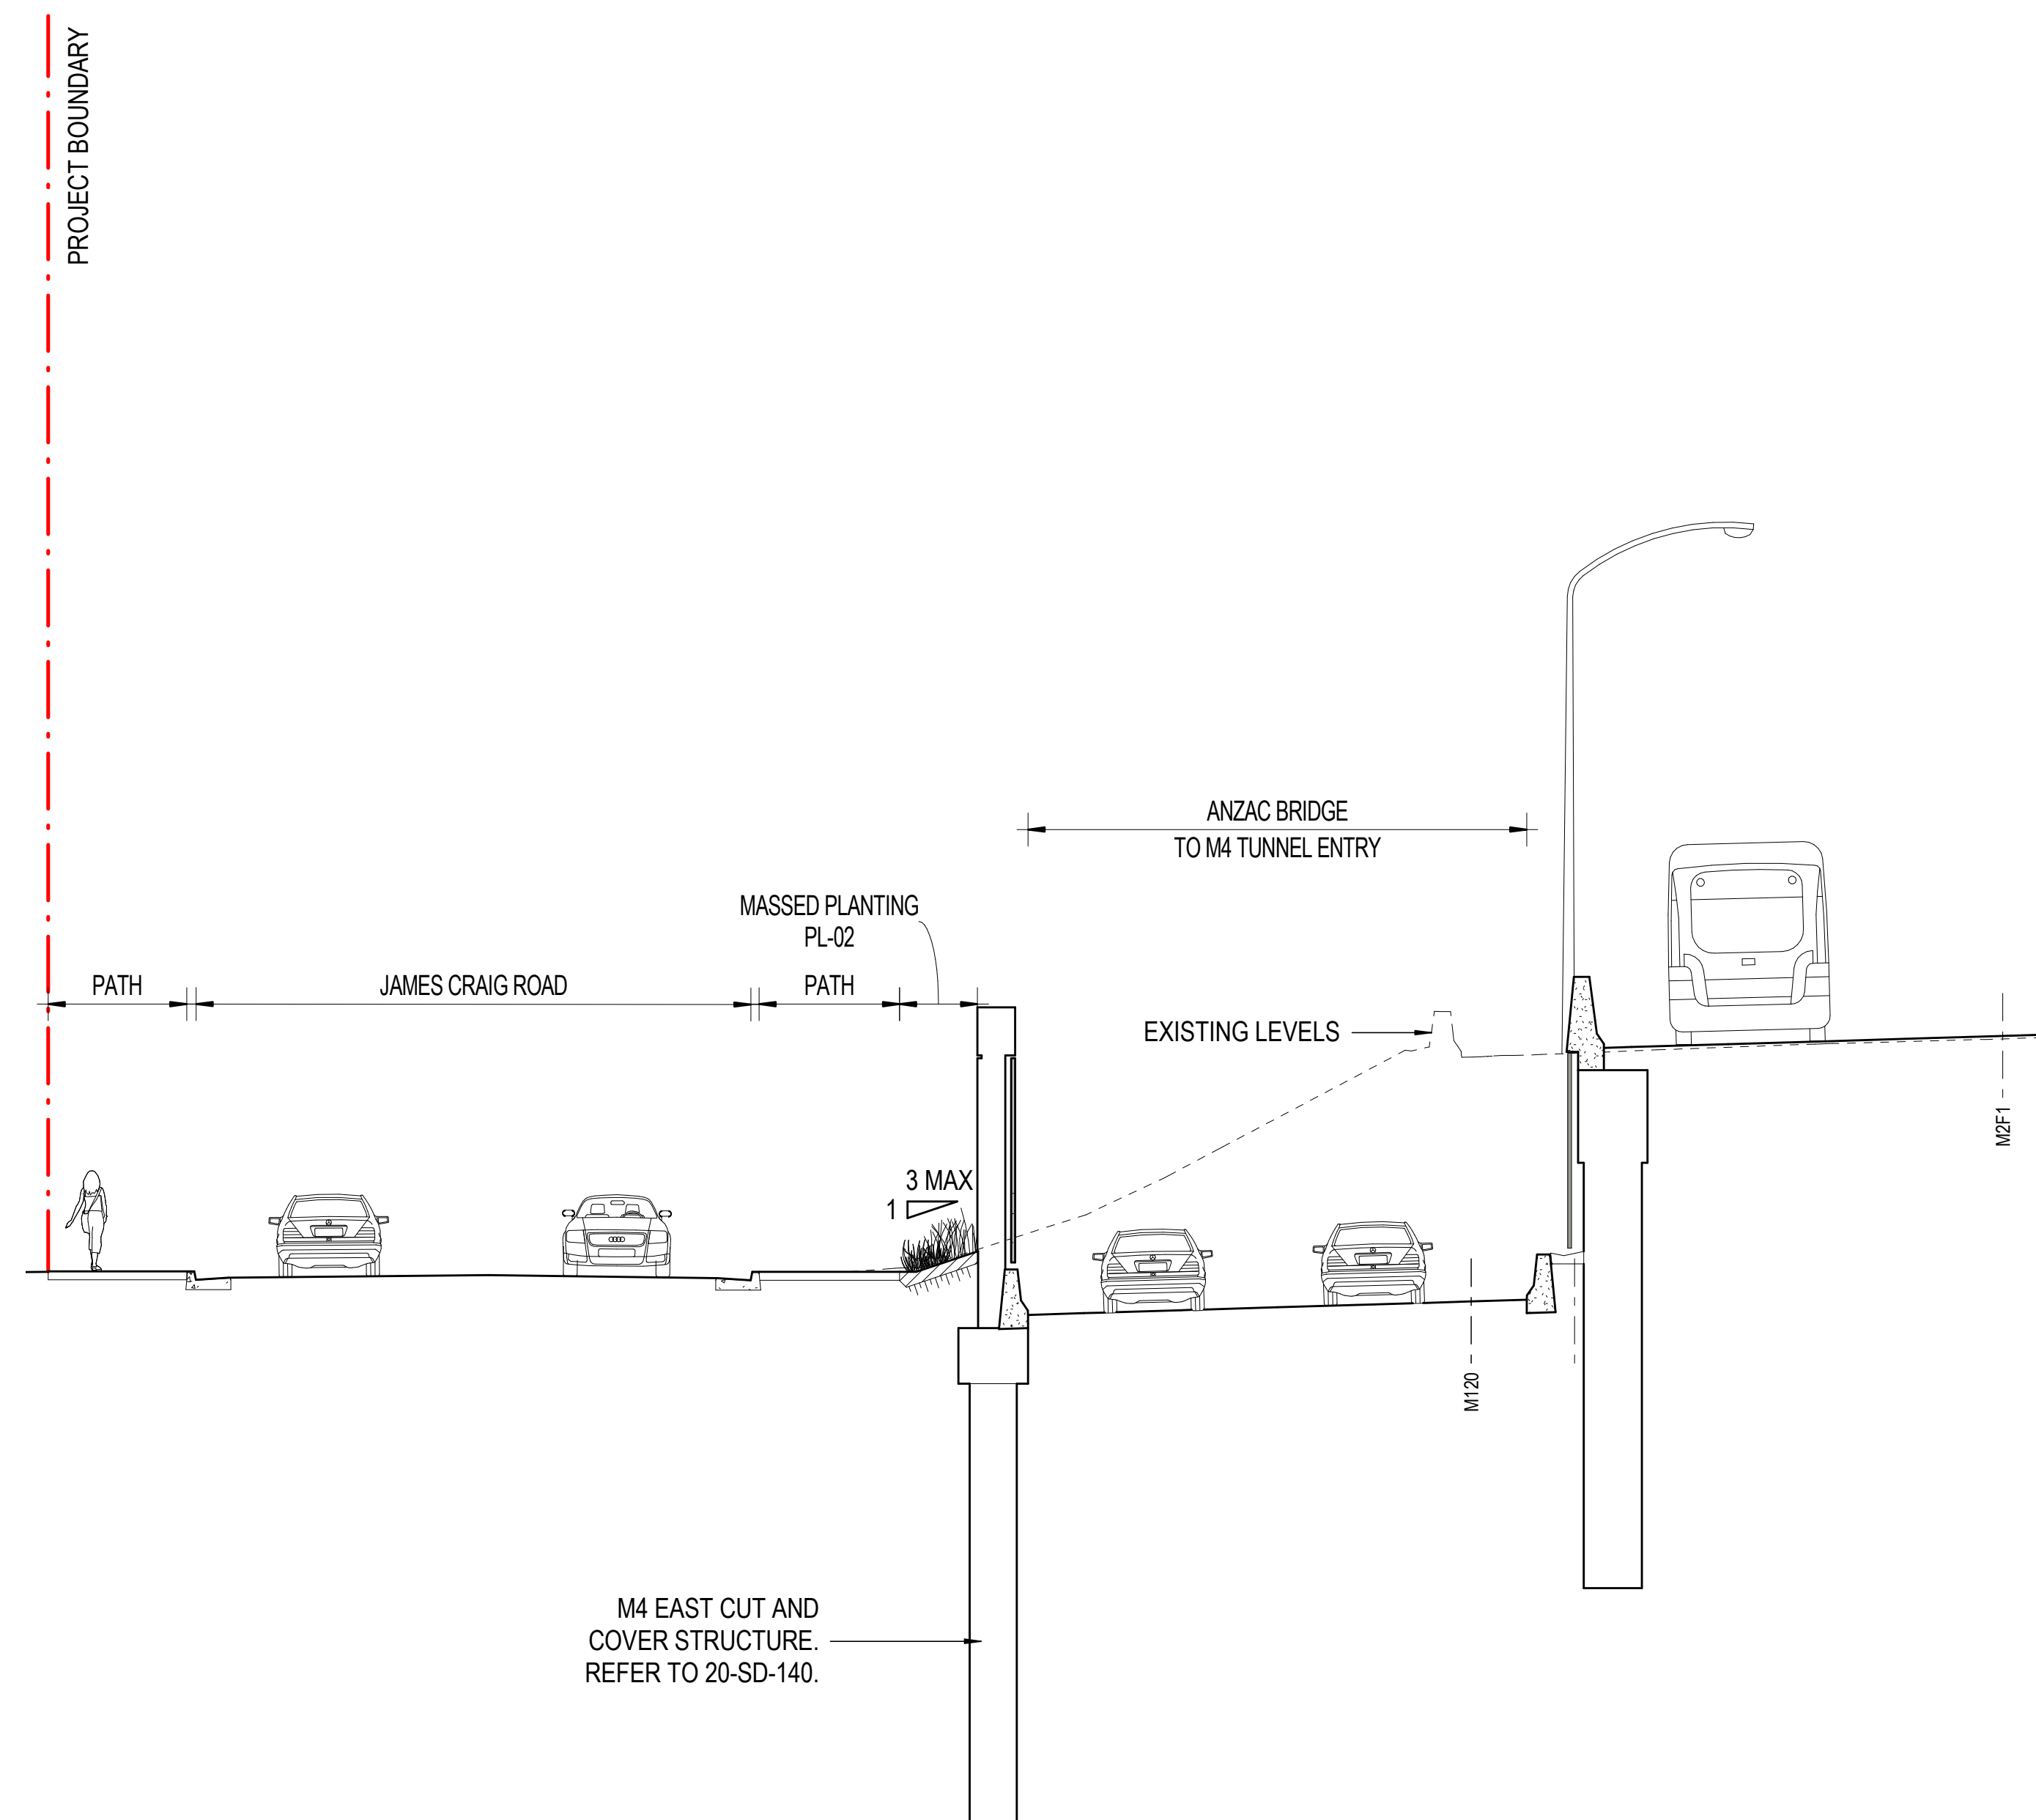 PROJECT BOUNDARY
ANZAC BRIDGE
TO M4 TUNNEL ENTRY
MASSED PLANTING
PL-02
PATH
JAMES CRAIG ROAD
PATH
EXISTING LEVELS
M2F1
3 MAX
1
M120
M4 EAST CUT AND
COVER STRUCTURE.
REFER TO 20-SD-140.